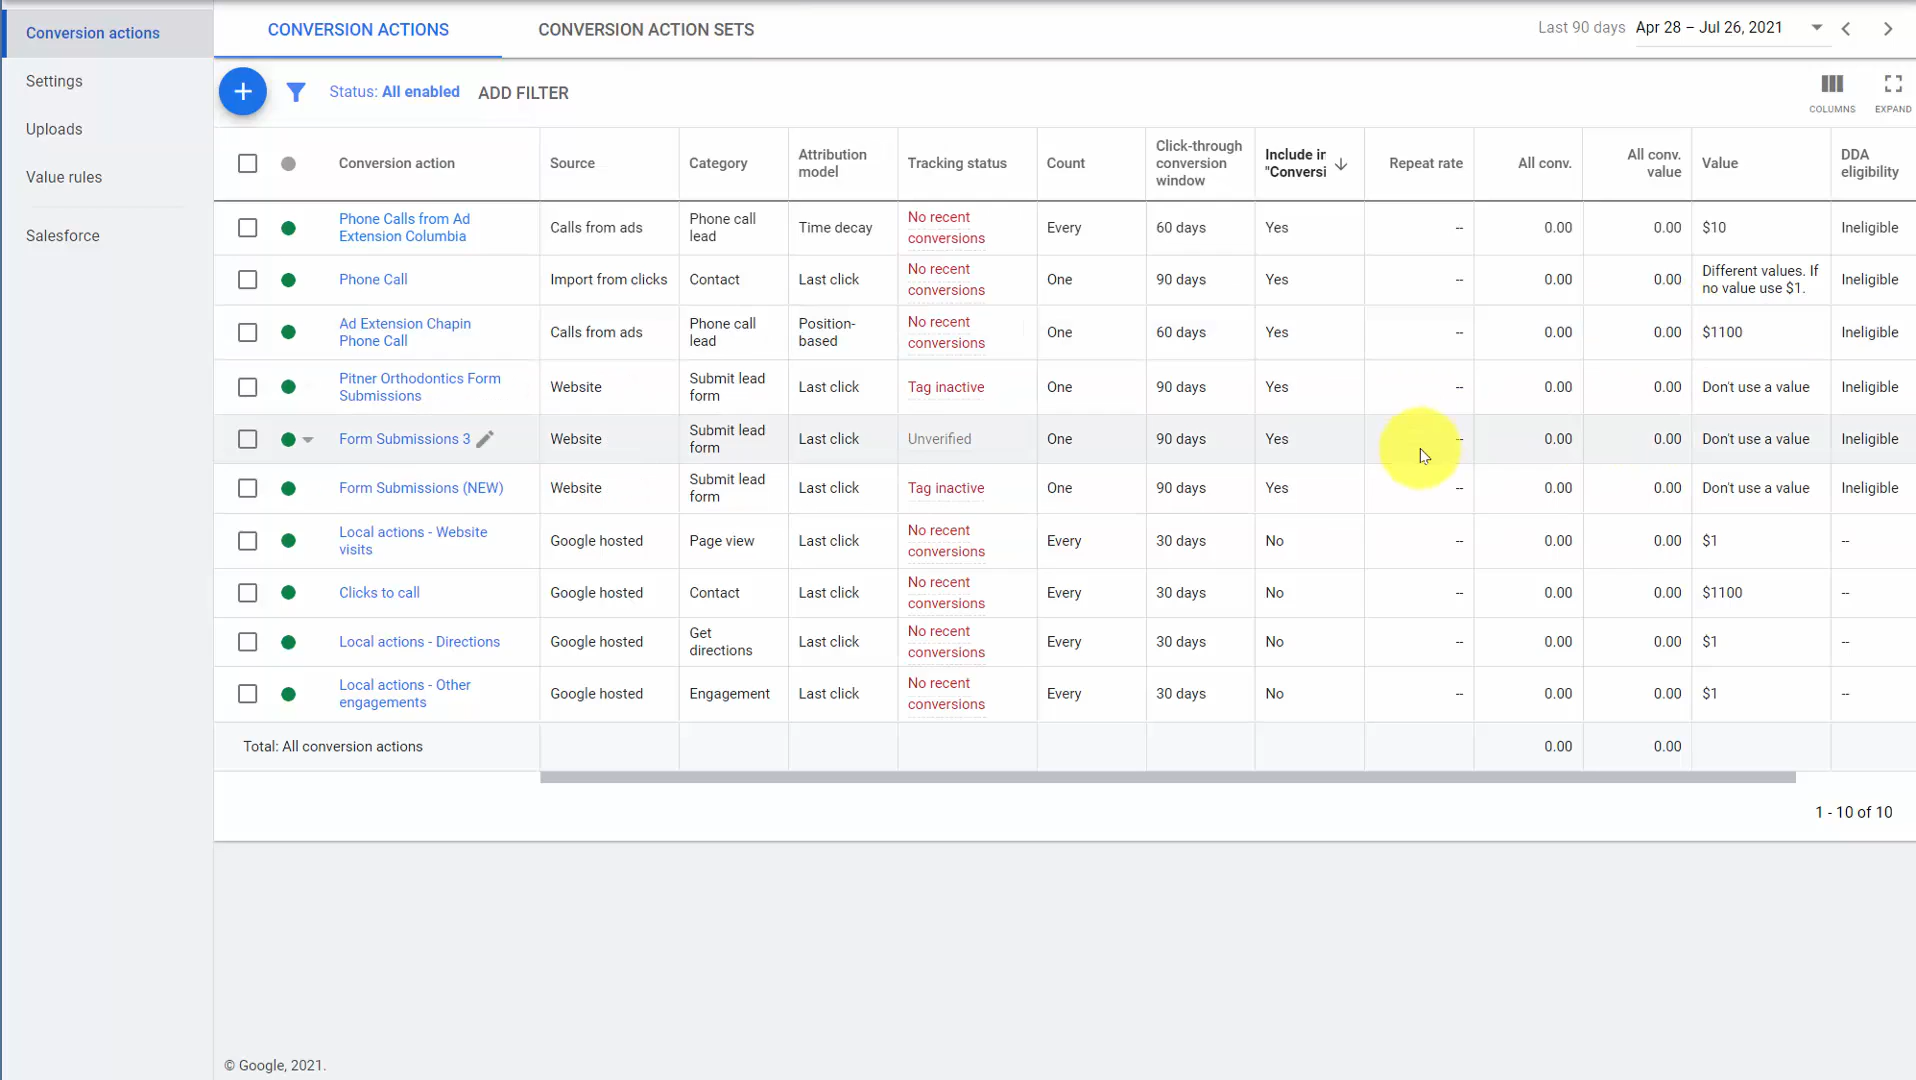 Conversion actions
Settings
Uploads
Value rules
Salesforce
CONVERSION ACTIONS
CONVERSION ACTION SETS
Last 90 days Apr 28 – Jul 26, 2021
Status: All enabled ADD FILTER
COLUMNS
EXPAND
Conversion action
Source
Category
Attribution
model
Tracking status
Count
Click-through
conversion
window
Include in
"Conversi
Repeat rate
All conv.
All conv.
value
Value
DDA
eligibility
Phone Calls from Ad
Extension Columbia
Calls from ads
Phone call
lead
Time decay
No recent
conversions
Every
60 days
Yes
--
0.00
0.00
$10
Ineligible
Phone Call
Import from clicks
Contact
Last click
No recent
conversions
One
90 days
Yes
--
0.00
0.00
Different values. If
no value use $1.
Ineligible
Ad Extension Chapin
Phone Call
Calls from ads
Phone call
lead
Position-
based
No recent
conversions
One
60 days
Yes
--
0.00
0.00
$1100
Ineligible
Pitner Orthodontics Form
Submissions
Website
Submit lead
form
Last click
Tag inactive
One
90 days
Yes
--
0.00
0.00
Don't use a value
Ineligible
Form Submissions 3
Website
Submit lead
form
Last click
Unverified
One
90 days
Yes
--
0.00
0.00
Don't use a value
Ineligible
Form Submissions (NEW)
Website
Submit lead
form
Last click
Tag inactive
One
90 days
Yes
--
0.00
0.00
Don't use a value
Ineligible
Local actions - Website
visits
Google hosted
Page view
Last click
No recent
conversions
Every
30 days
No
--
0.00
0.00
$1
--
Clicks to call
Google hosted
Contact
Last click
No recent
conversions
Every
30 days
No
--
0.00
0.00
$1100
--
Local actions - Directions
Google hosted
Get
directions
Last click
No recent
conversions
Every
30 days
No
--
0.00
0.00
$1
--
Local actions - Other
engagements
Google hosted
Engagement
Last click
No recent
conversions
Every
30 days
No
--
0.00
0.00
$1
--
Total: All conversion actions
0.00
0.00
1 - 10 of 10
© Google, 2021.